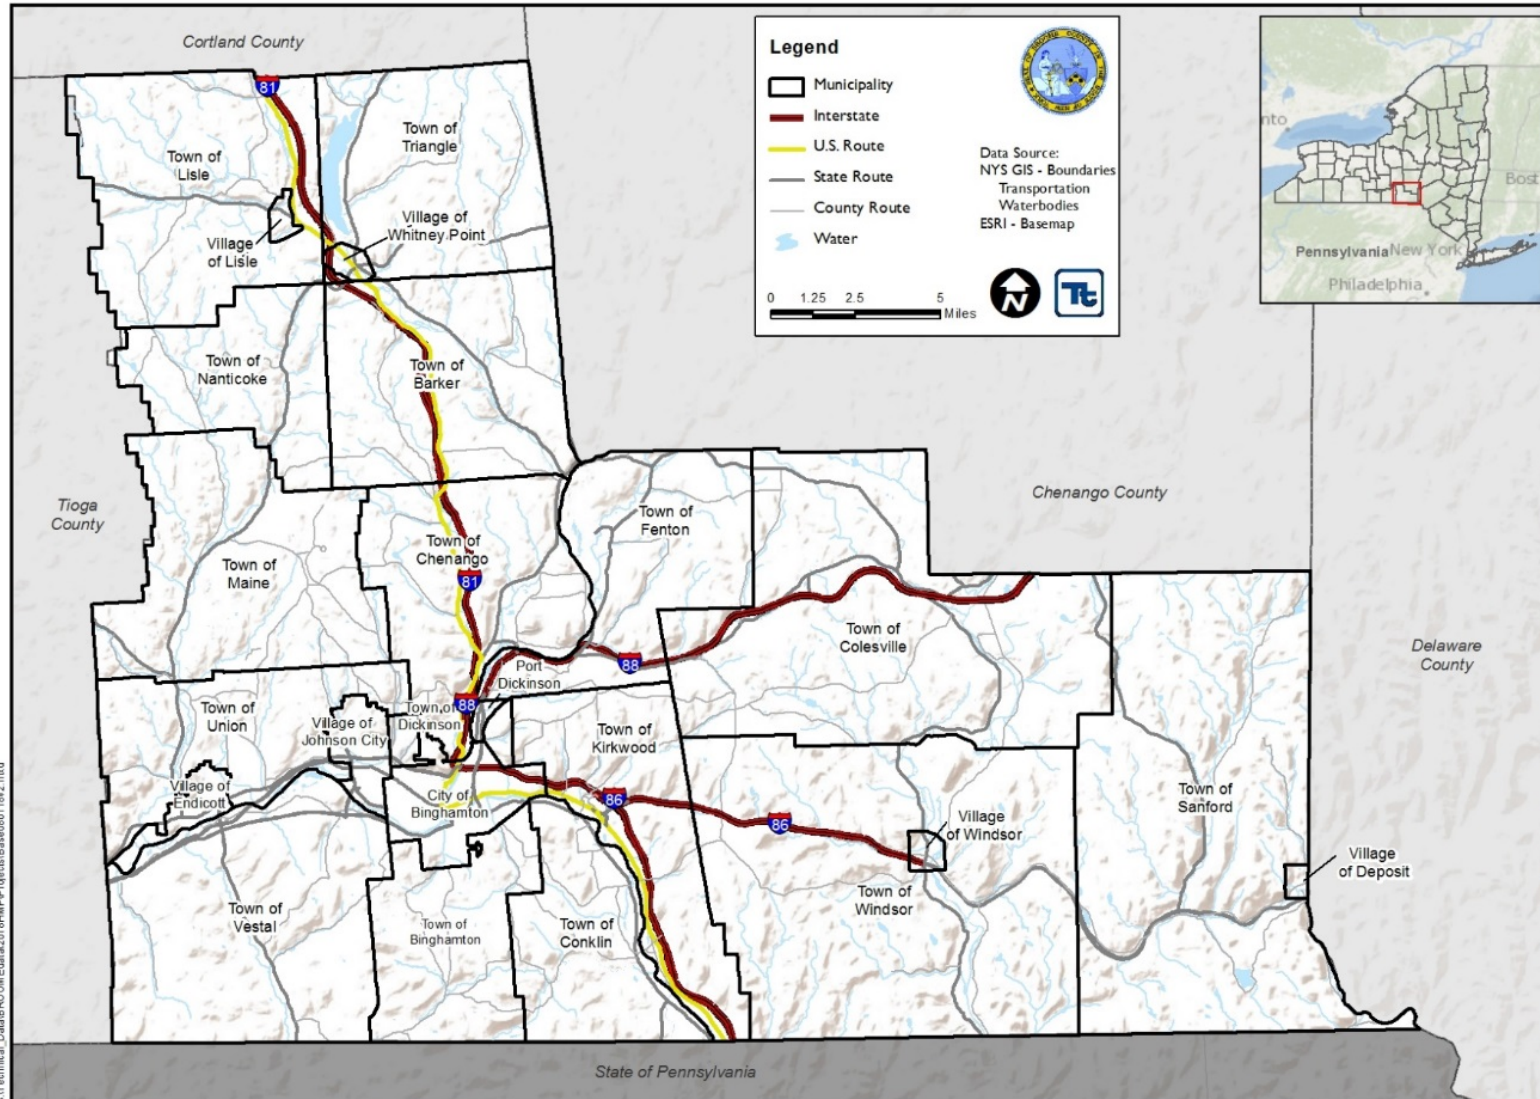 Cortland County
Legend
Municipality
Interstate
U.S. Route
State Route
County Route
Water
Data Source:
NYS GIS - Boundaries
Transportation
Waterbodies
ESRI - Basemap
0 1.25 2.5 5
Miles
N
Tt
nto
Bost
Pennsylvania
New York
Philadelphia
81
Town of
Lisle
Town of
Triangle
Village
of Lisle
Village of
Whitney Point
Town of
Nanticoke
Town of
Barker
Tioga
County
Chenango County
Town of
Fenton
Town of
Chenango
81
Town of
Maine
Town of
Colesville
Delaware
County
88
Port
Dickinson
88
Town of
Dickinson
Town of
Union
Village of
Johnson City
Town of
Kirkwood
Village of
Endicott
City of
Binghamton
86
86
Village
of Windsor
Town of
Sanford
Village
of Deposit
Town of
Windsor
Town of
Vestal
Town of
Binghamton
Town of
Conklin
State of Pennsylvania